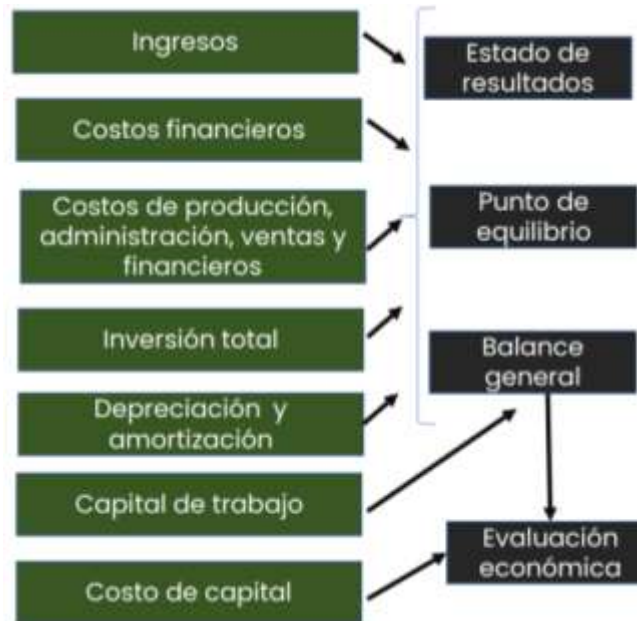 Ingresos
Costos financieros
Costos de producción,
administración, ventas y
financieros
Inversión total
Depreciación y
amortización
Capital de trabajo
Costo de capital
Estado de
resultados
Punto de
equilibrio
Balance
general
Evaluación
económica